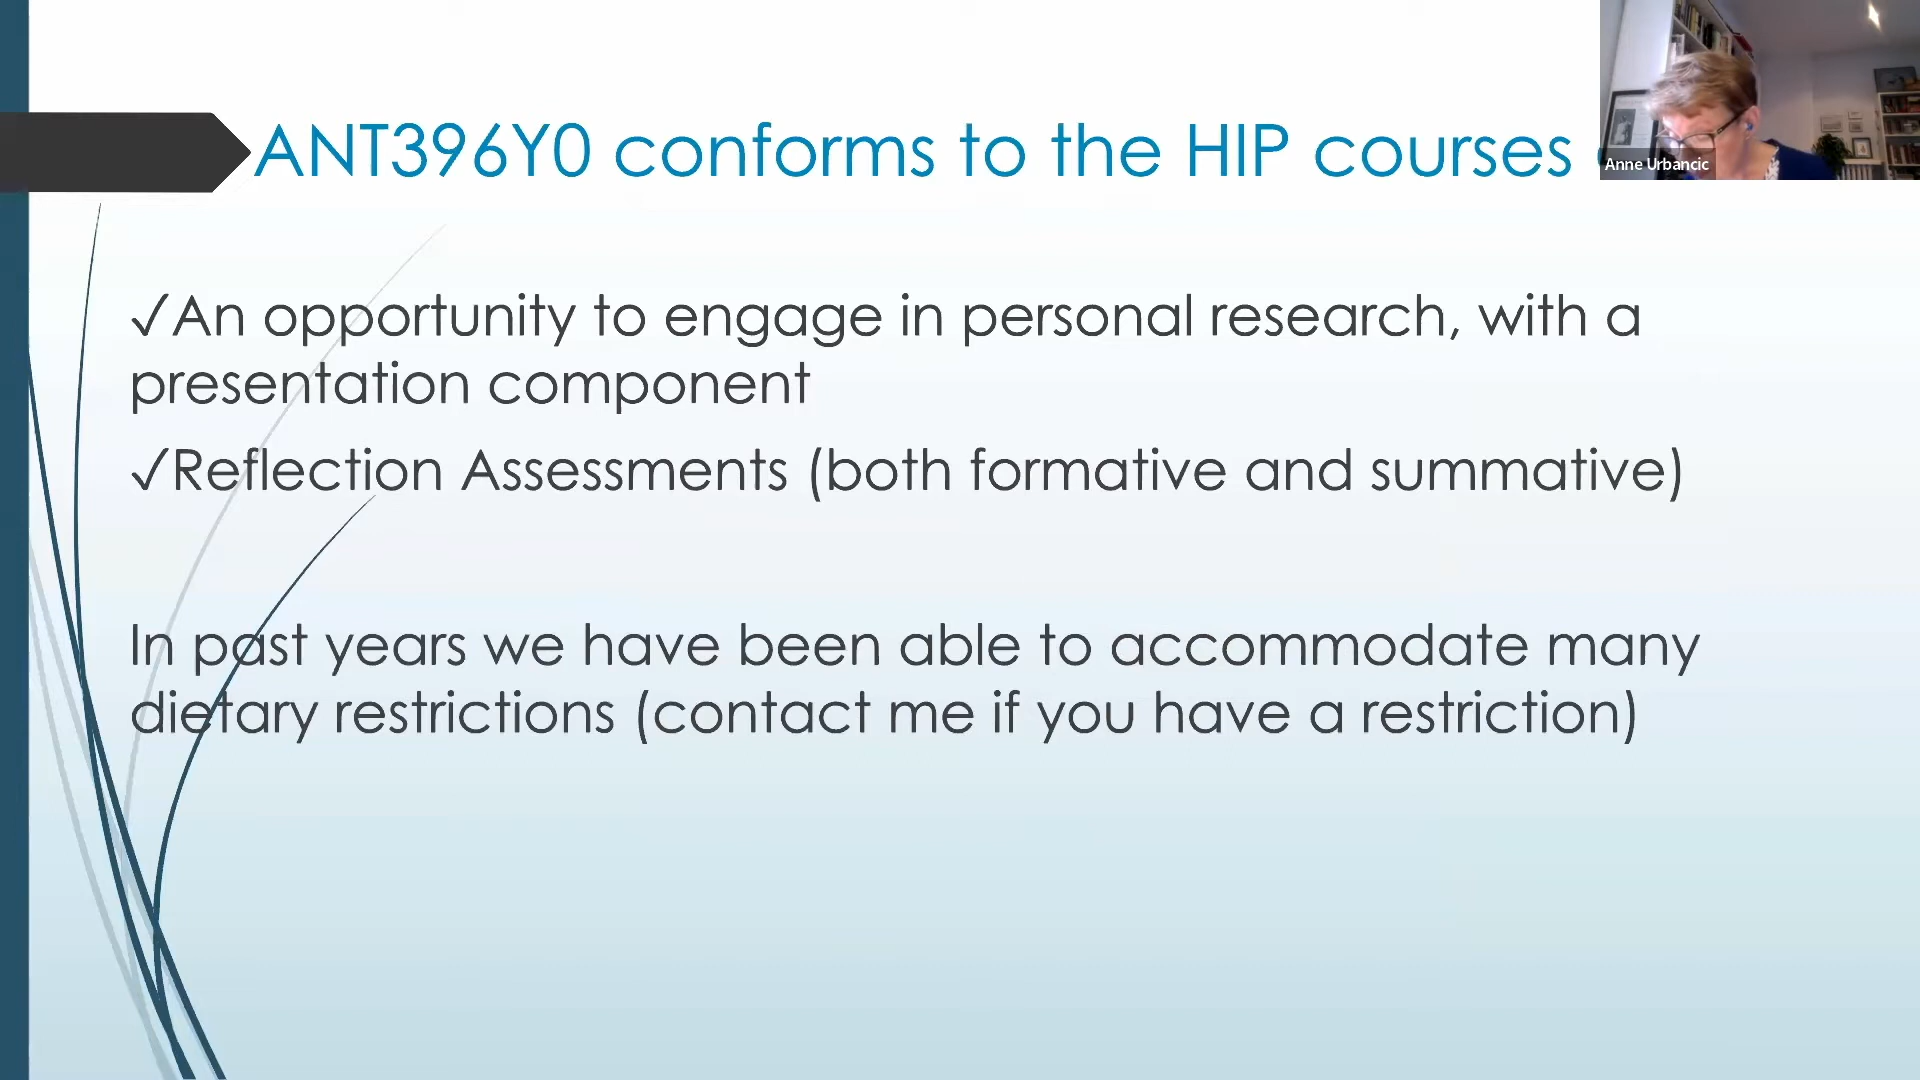 ANT396Y0 conforms to the HIP courses
Anne Urbancic
✓An opportunity to engage in personal research, with a
presentation component
✓Reflection Assessments (both formative and summative)
In past years we have been able to accommodate many
dietary restrictions (contact me if you have a restriction)